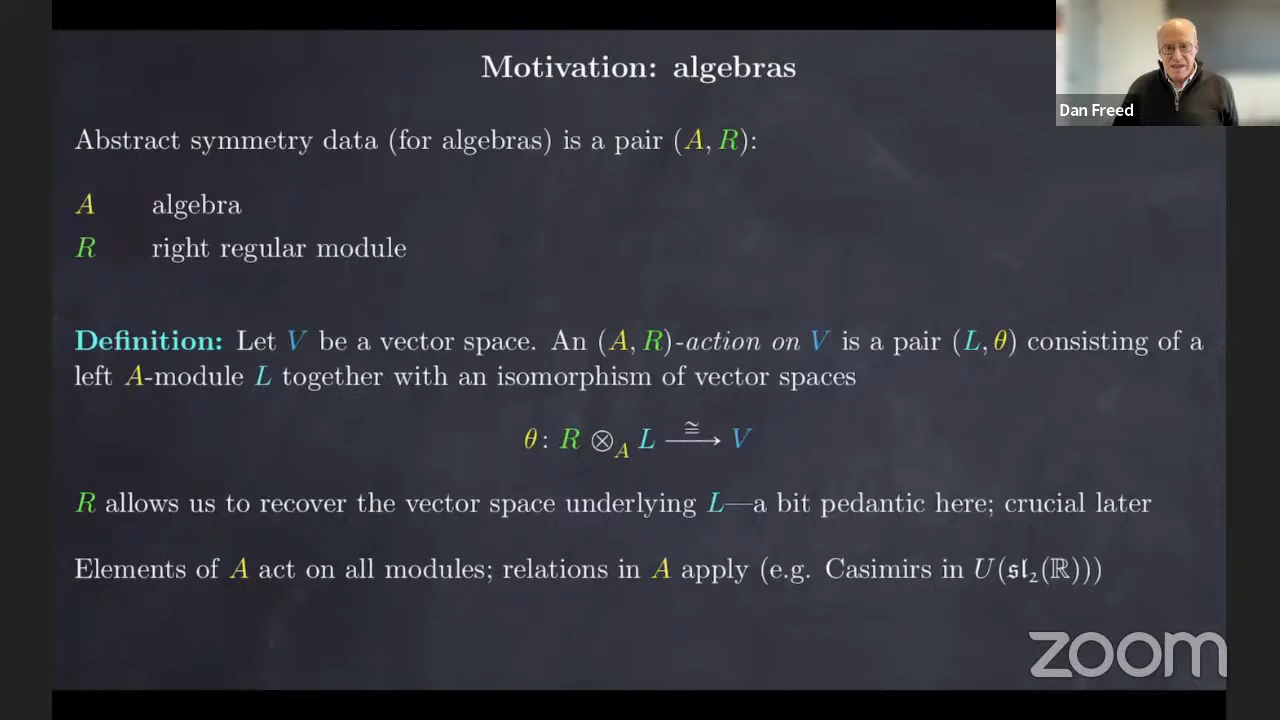 Motivation: algebras
Dan Freed
Abstract symmetry data (for algebras) is a pair (A, R):
A algebra
R right regular module
Definition: Let V be a vector space. An (A, R)-action on V is a pair (L, θ) consisting of a
left A-module L together with an isomorphism of vector spaces
θ: R ⊗_A L ≅⟶ V
R allows us to recover the vector space underlying L—a bit pedantic here; crucial later
Elements of A act on all modules; relations in A apply (e.g. Casimirs in U(𝔰𝔩₂(ℝ)))
zoom